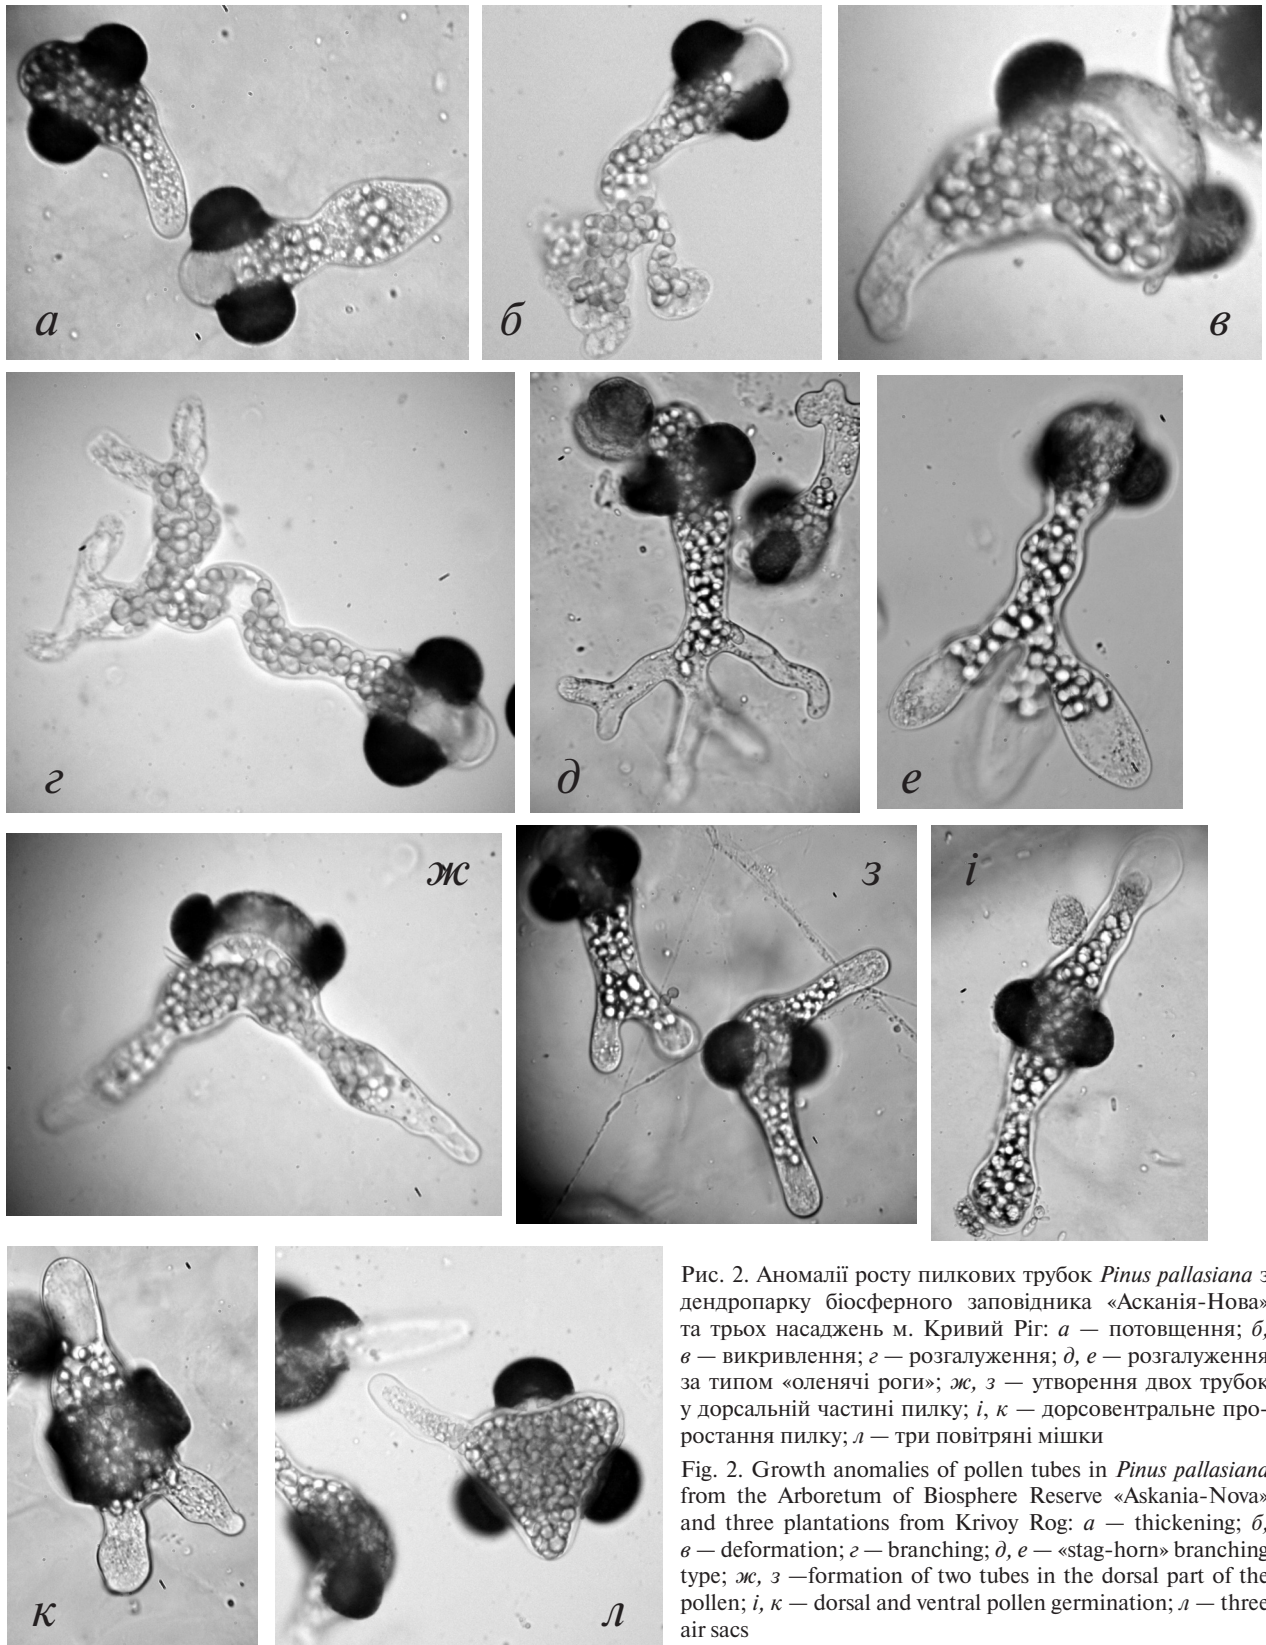 а
б
в
г
д
е
ж
з
і
к
л
Рис. 2. Аномалії росту пилкових трубок Pinus pallasiana з
дендропарку біосферного заповідника «Асканія-Нова»
та трьох насаджень м. Кривий Ріг: а — потовщення; б,
в — викривлення; г — розгалуження; д, е — розгалуження
за типом «оленячі роги»; ж, з — утворення двох трубок
у дорсальній частині пилку; і, к — дорсовентральне про-
ростання пилку; л — три повітряні мішки
Fig. 2. Growth anomalies of pollen tubes in Pinus pallasiana
from the Arboretum of Biosphere Reserve «Askania-Nova»
and three plantations from Krivoy Rog: а — thickening; б,
в — deformation; г — branching; д, е — «stag-horn» branching
type; ж, з —formation of two tubes in the dorsal part of the
pollen; і, к — dorsal and ventral pollen germination; л — three
air sacs